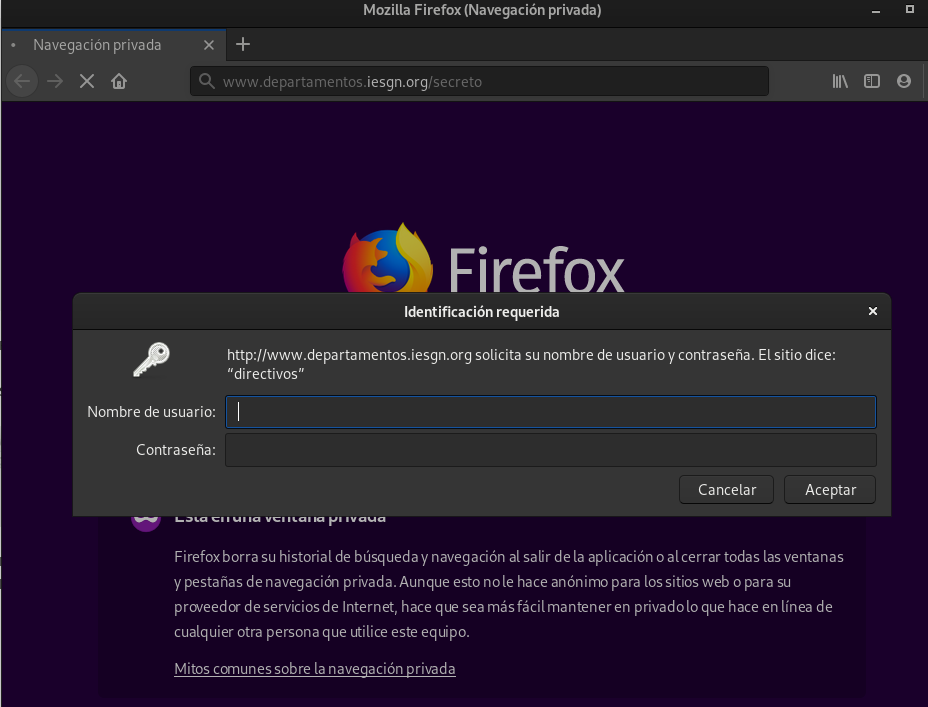 Mozilla Firefox (Navegación privada)
Navegación privada
www.departamentos.iesgn.org/secreto
Firefox
Identificación requerida
http://www.departamentos.iesgn.org solicita su nombre de usuario y contraseña. El sitio dice:
“directivos”
Nombre de usuario:
Contraseña:
Cancelar Aceptar
Está en una ventana privada
Firefox borra su historial de búsqueda y navegación al salir de la aplicación o al cerrar todas las ventanas
y pestañas de navegación privada. Aunque esto no le hace anónimo para los sitios web o para su
proveedor de servicios de Internet, hace que sea más fácil mantener en privado lo que hace en línea de
cualquier otra persona que utilice este equipo.
Mitos comunes sobre la navegación privada